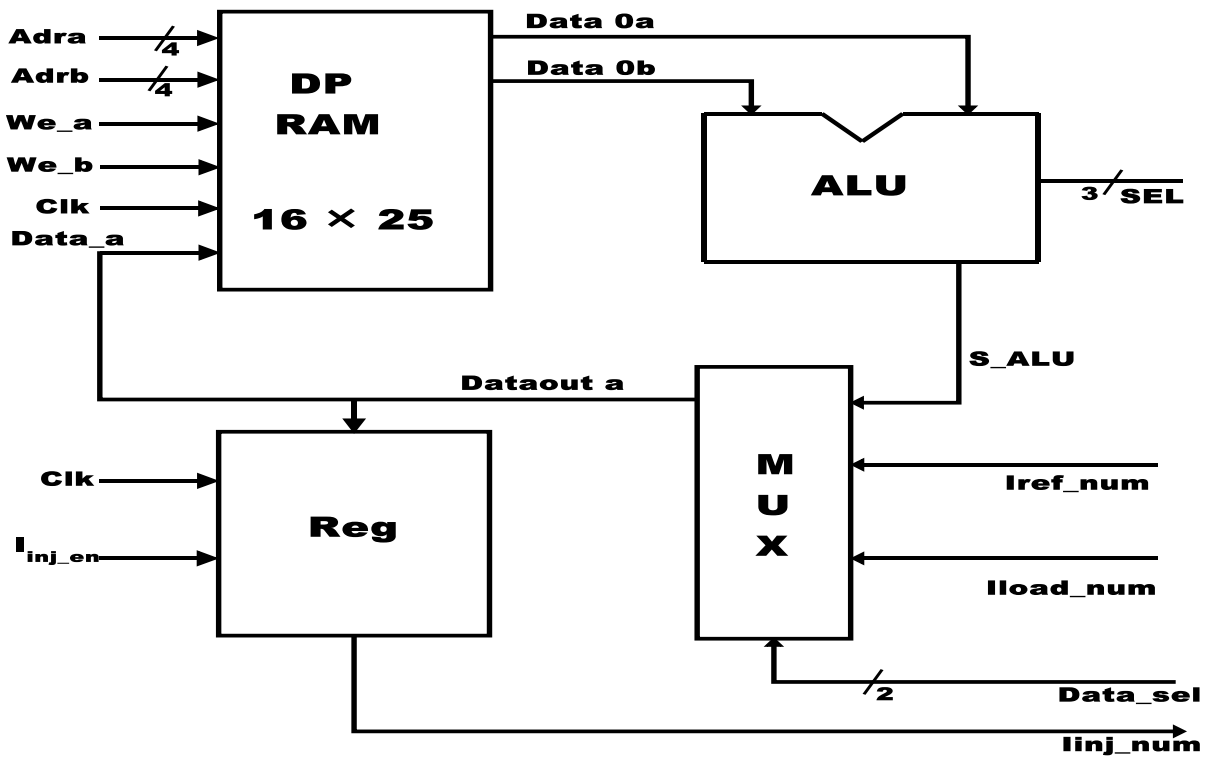 Data 0a
Adra
4
Data 0b
Adrb
4
DP
RAM
We_a
We_b
ALU
3
SEL
Clk
16 × 25
Data_a
S_ALU
Dataout a
M
U
X
Clk
Iref_num
Reg
Iinj_en
Iload_num
2
Data_sel
Iinj_num